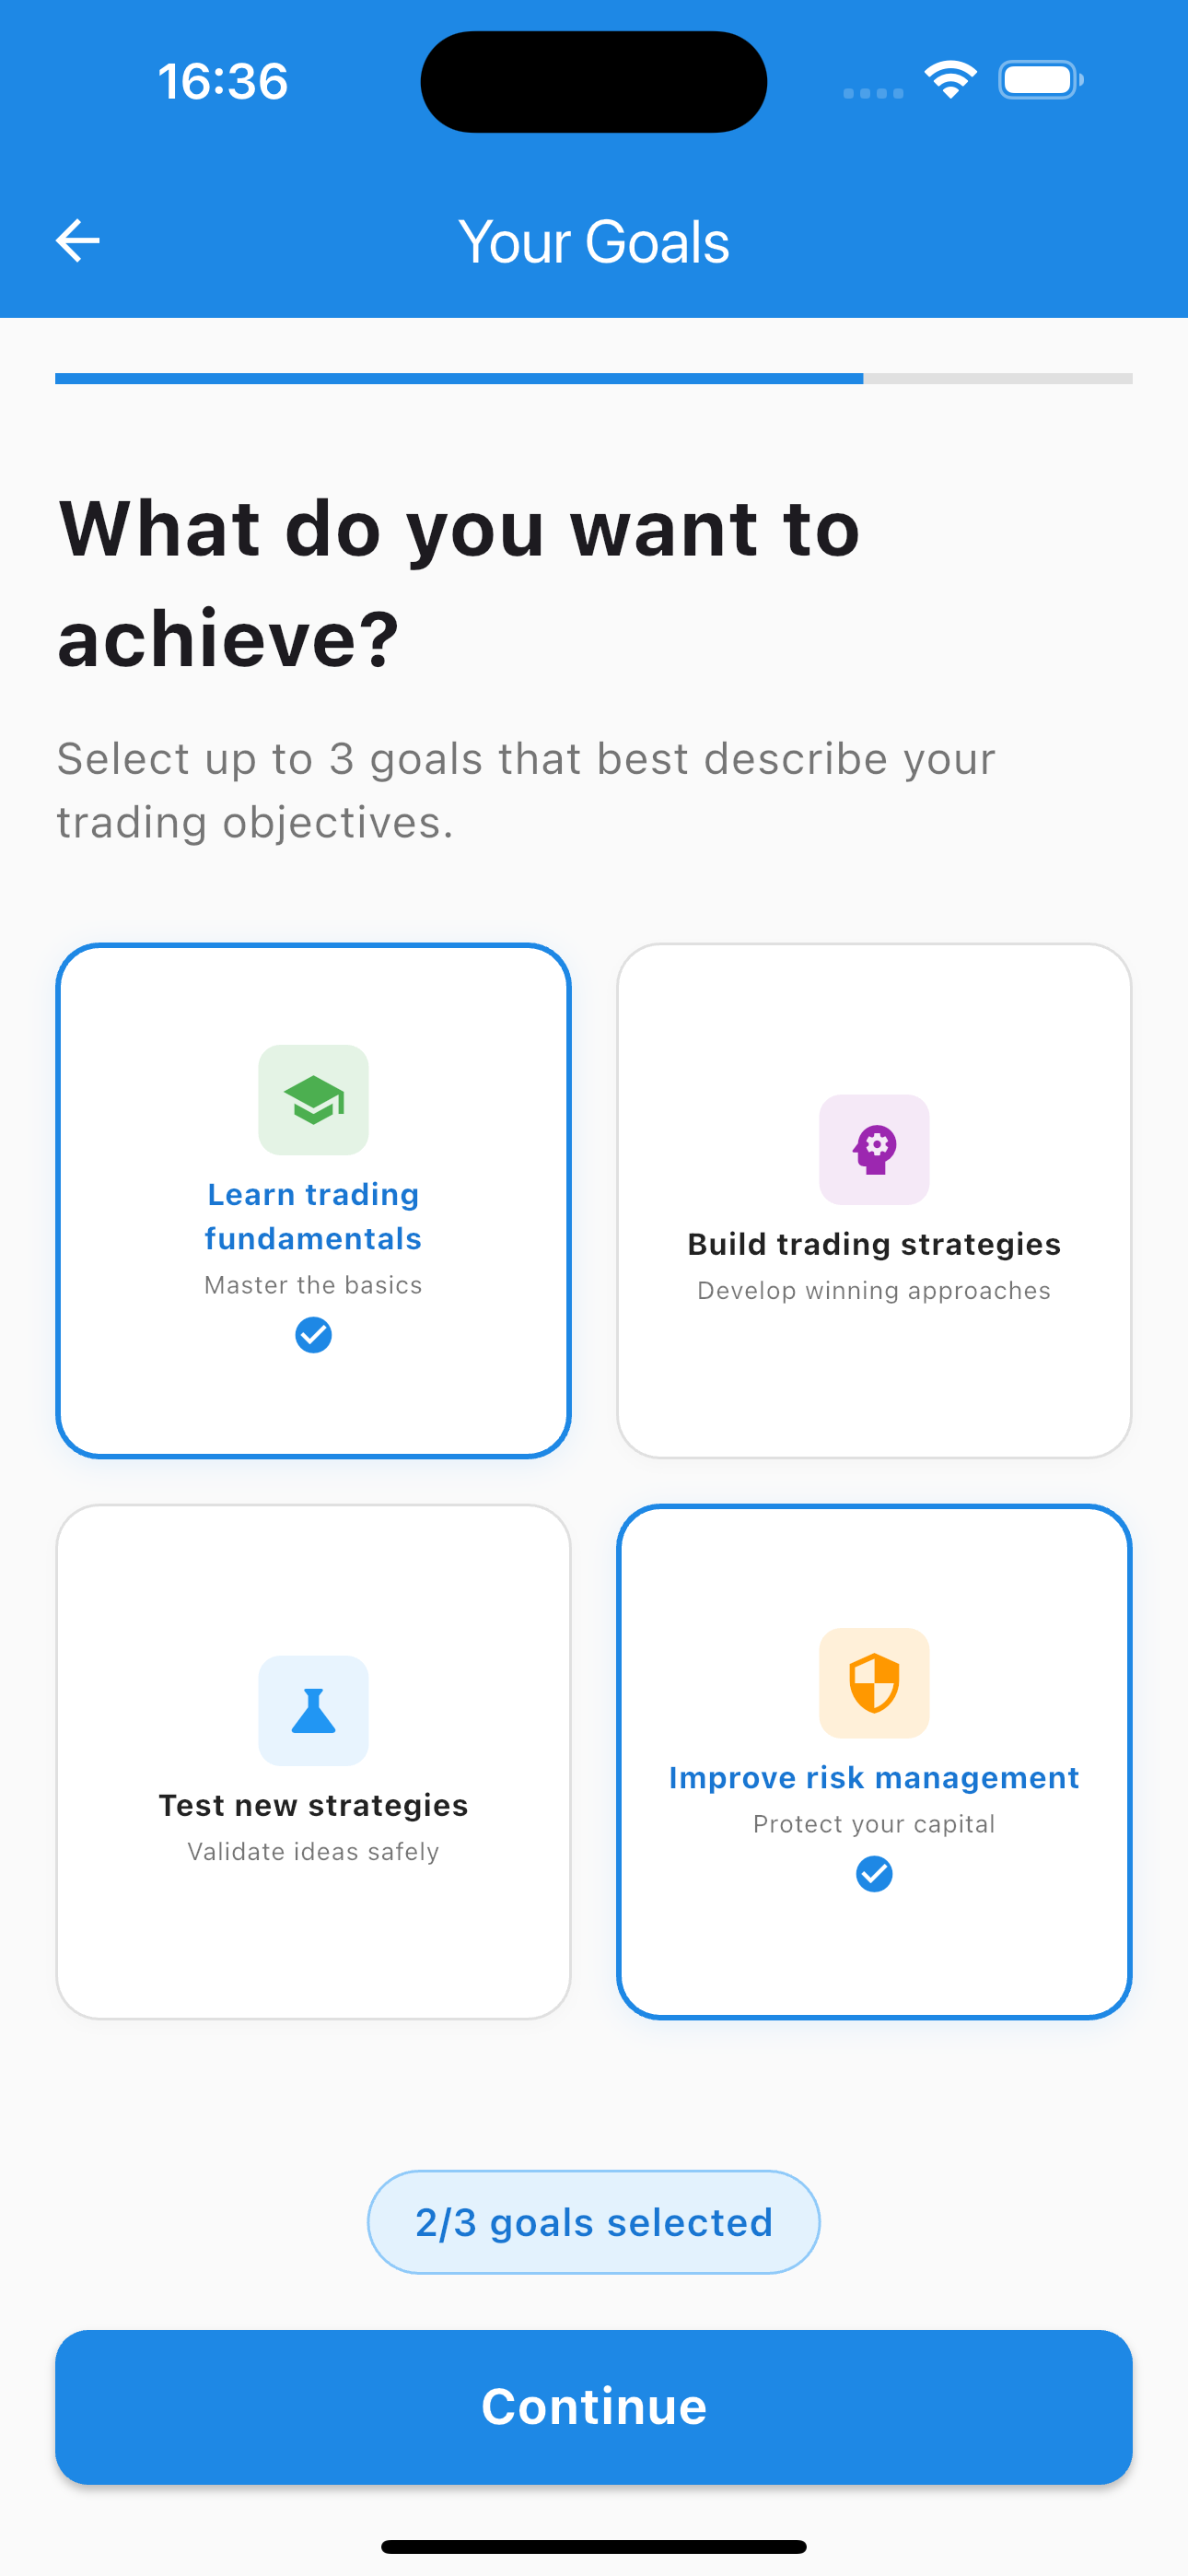 16:36
Your Goals
What do you want to
achieve?
Select up to 3 goals that best describe your
trading objectives.
Learn trading
fundamentals
Master the basics
Build trading strategies
Develop winning approaches
Test new strategies
Validate ideas safely
Improve risk management
Protect your capital
2/3 goals selected
Continue